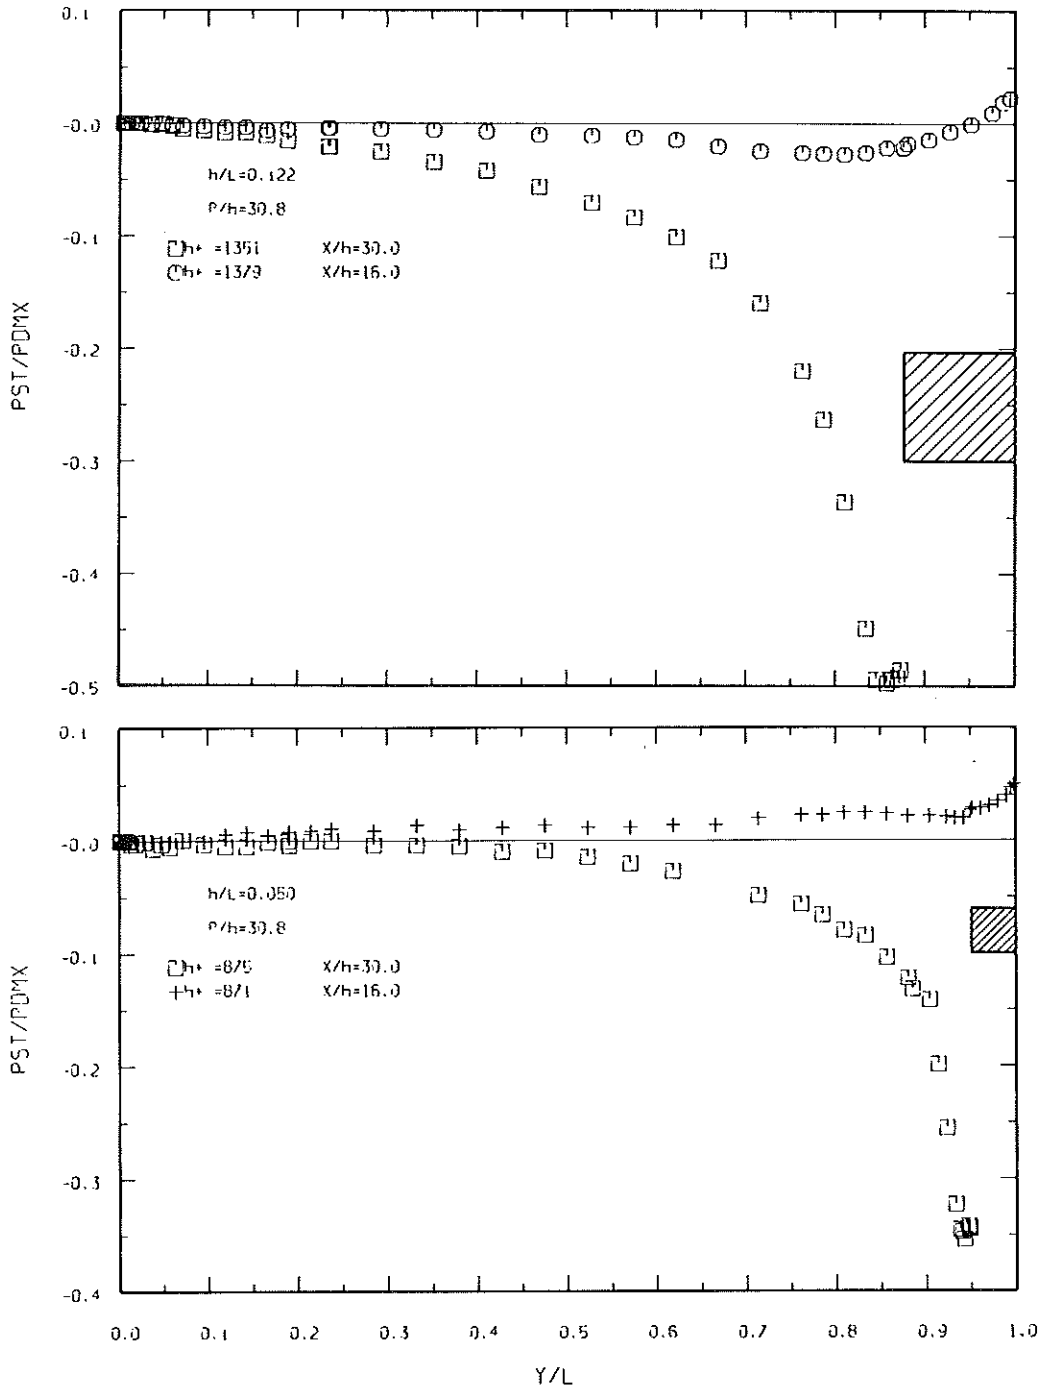 0.1
-0.0
h/L=0.122
P/h=30.8
h+ =1351 X/h=30.0
h+ =1379 X/h=16.0
-0.1
PST/PDMX
-0.2
-0.3
-0.4
-0.5
0.1
-0.0
h/L=0.050
P/h=30.8
-0.1
h+ =875 X/h=30.0
h+ =871 X/h=16.0
PST/PDMX
-0.2
-0.3
-0.4
0.0 0.1 0.2 0.3 0.4 0.5 0.6 0.7 0.8 0.9 1.0
Y/L